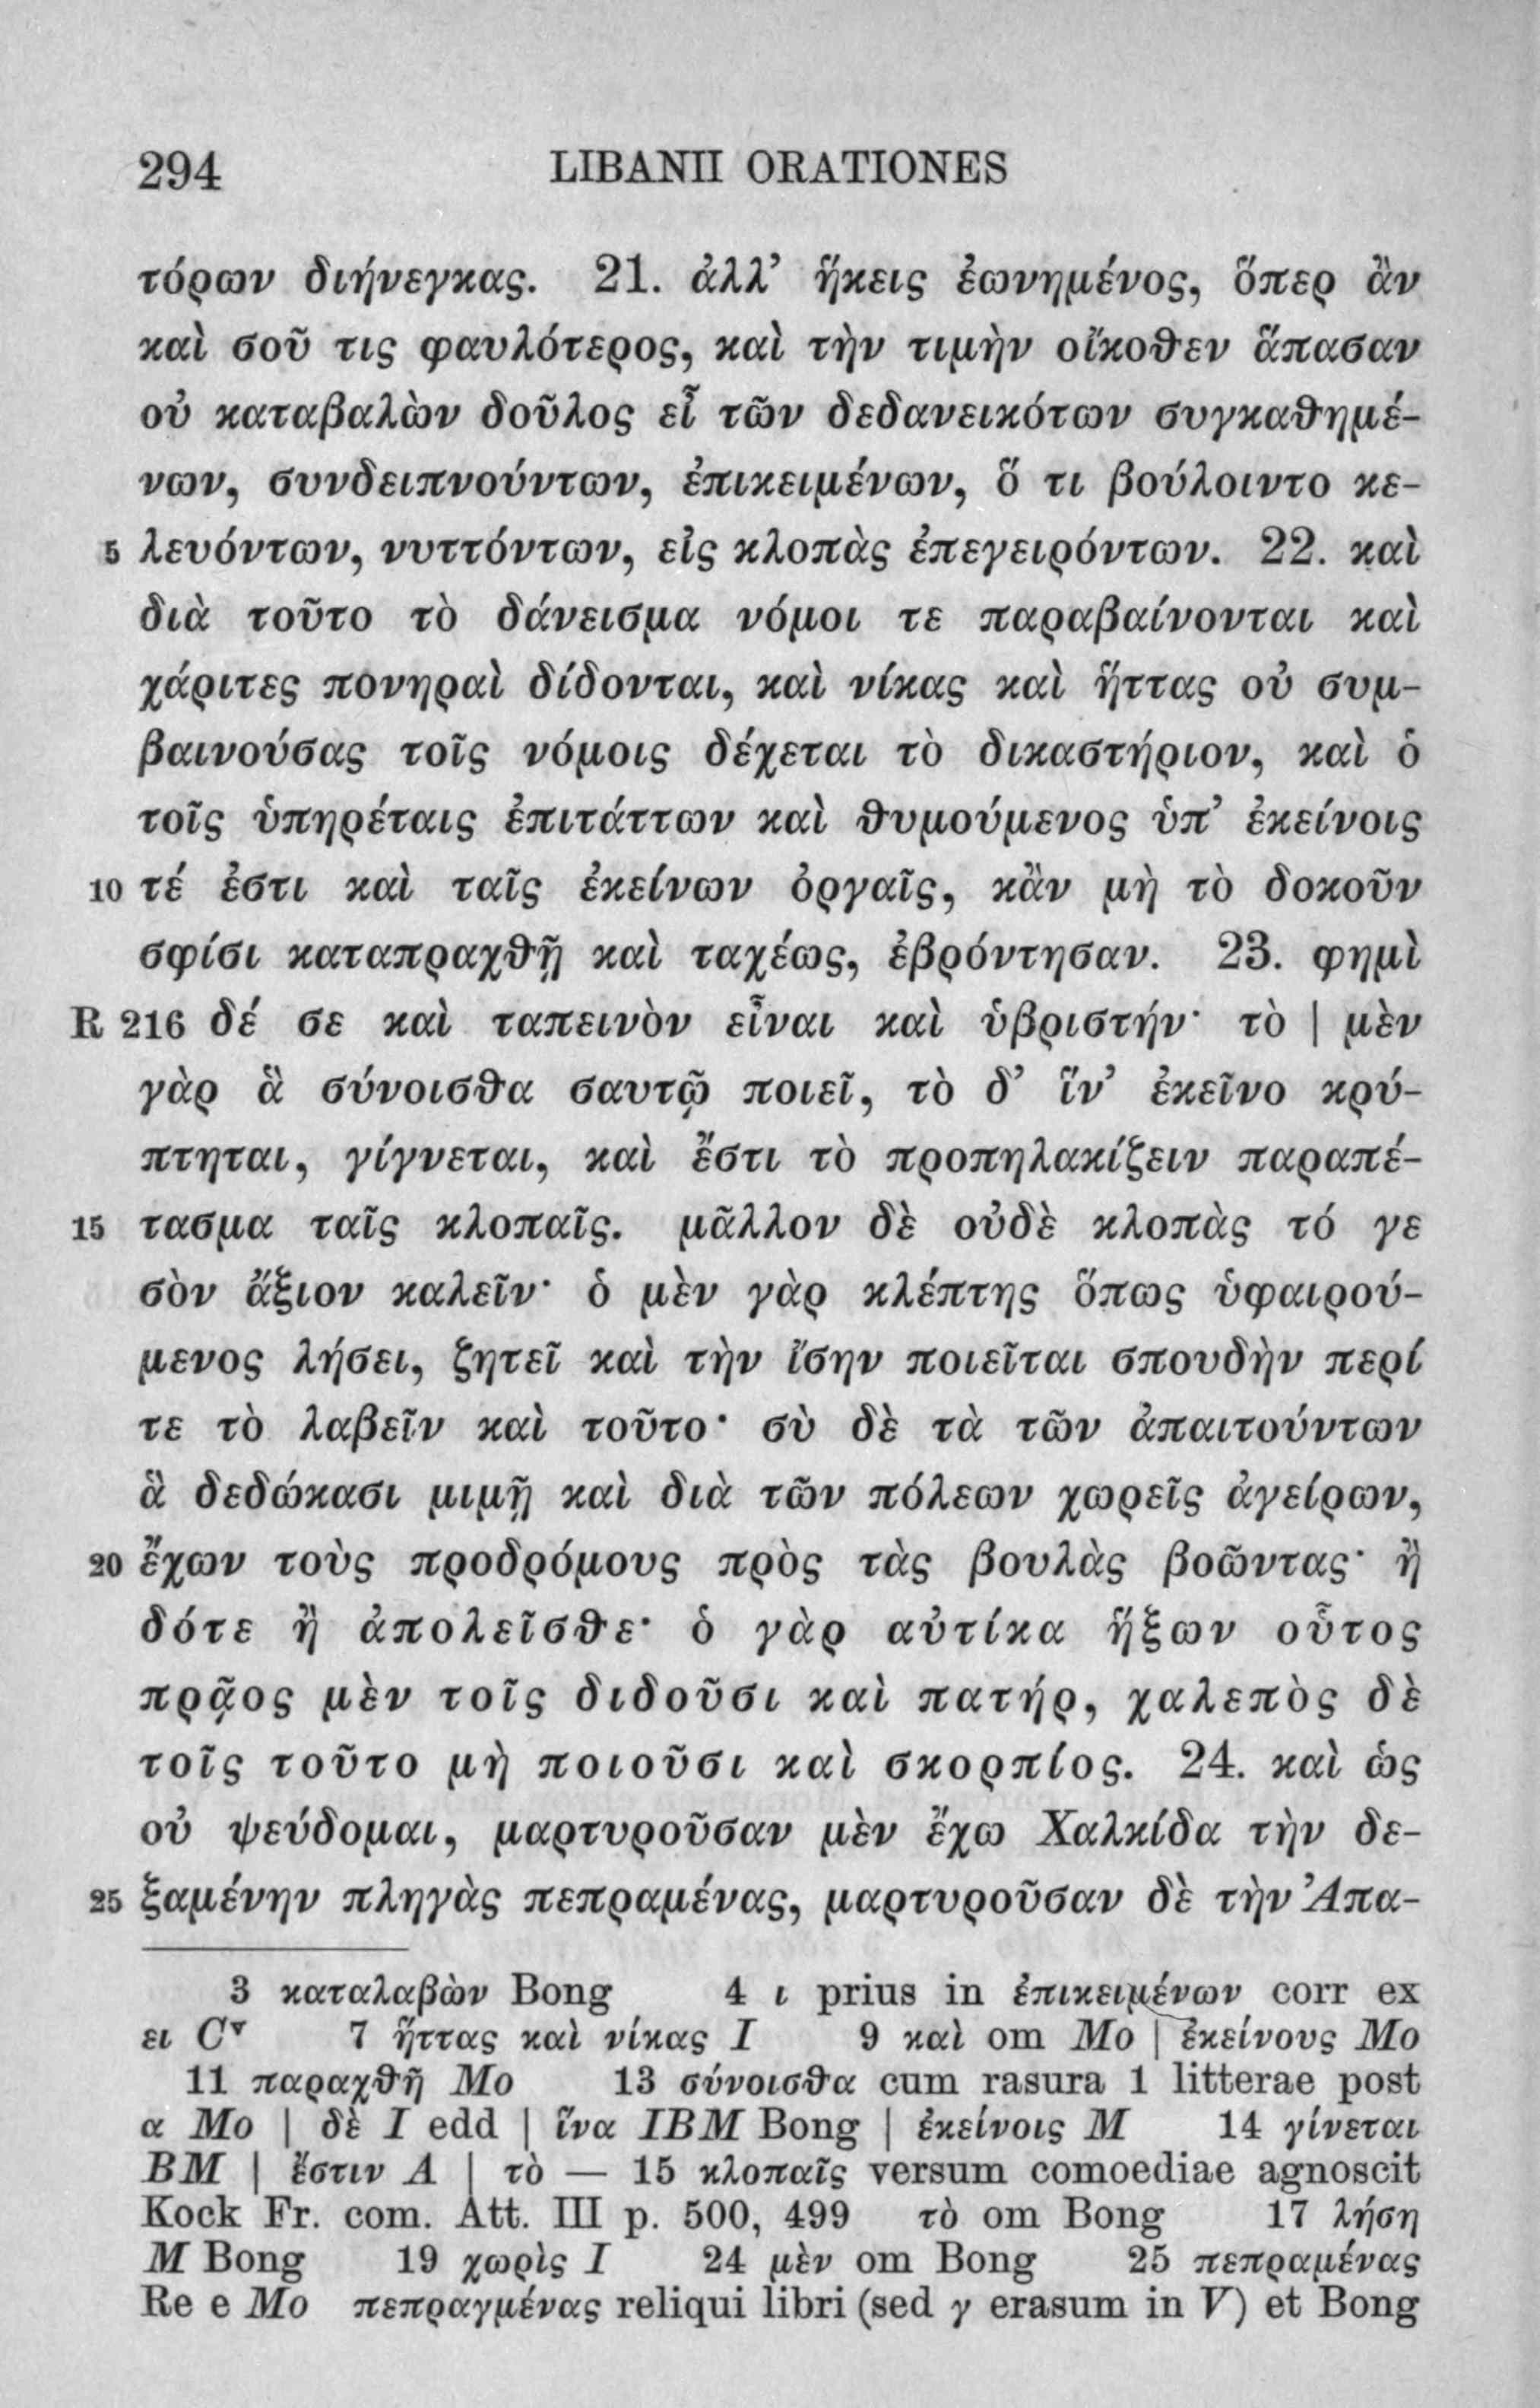 294 LIBANII ORATIONES
τόρων διήνεγκας. 21. ἀλλ’ ἥκεις ἐωνημένος, ὅπερ ἂν
καὶ σοῦ τις φαυλότερος, καὶ τὴν τιμὴν οἴκοθεν ἅπασαν
οὐ καταβαλὼν δοῦλος εἶ τῶν δεδανεικότων συγκαθημέ-
νων, συνδειπνούντων, ἐπικειμένων, ὅ τι βούλοιντο κε-
5 λευόντων, νυττόντων, εἰς κλοπὰς ἐπεγειρόντων. 22. καὶ
διὰ τοῦτο τὸ δάνεισμα νόμοι τε παραβαίνονται καὶ
χάριτες πονηραὶ δίδονται, καὶ νίκας καὶ ἥττας οὐ συμ-
βαινούσας τοῖς νόμοις δέχεται τὸ δικαστήριον, καὶ ὁ
τοῖς ὑπηρέταις ἐπιτάττων καὶ θυμούμενος ὑπ’ ἐκείνοις
10 τέ ἐστι καὶ ταῖς ἐκείνων ὀργαῖς, κἂν μὴ τὸ δοκοῦν
σφίσι καταπραχθῇ καὶ ταχέως, ἐβρόντησαν. 23. φημὶ
R 216 δέ σε καὶ ταπεινὸν εἶναι καὶ ὑβριστήν· τὸ | μὲν
γὰρ ἃ σύνοισθα σαυτῷ ποιεῖ, τὸ δ’ ἵν’ ἐκεῖνο κρύ-
πτηται, γίγνεται, καὶ ἔστι τὸ προπηλακίζειν παραπέ-
15 τασμα ταῖς κλοπαῖς. μᾶλλον δὲ οὐδὲ κλοπὰς τό γε
σὸν ἄξιον καλεῖν· ὁ μὲν γὰρ κλέπτης ὅπως ὑφαιρού-
μενος λήσει, ζητεῖ καὶ τὴν ἴσην ποιεῖται σπουδὴν περί
τε τὸ λαβεῖν καὶ τοῦτο· σὺ δὲ τὰ τῶν ἀπαιτούντων
ἃ δεδώκασι μιμῇ καὶ διὰ τῶν πόλεων χωρεῖς ἀγείρων,
20 ἔχων τοὺς προδρόμους πρὸς τὰς βουλὰς βοῶντας· ἢ
δότε ἢ ἀπολεῖσθε· ὁ γὰρ αὐτίκα ἥξων οὗτος
πρᾷος μὲν τοῖς διδοῦσι καὶ πατήρ, χαλεπὸς δὲ
τοῖς τοῦτο μὴ ποιοῦσι καὶ σκορπίος. 24. καὶ ὡς
οὐ ψεύδομαι, μαρτυροῦσαν μὲν ἔχω Χαλκίδα τὴν δε-
25 ξαμένην πληγὰς πεπραμένας, μαρτυροῦσαν δὲ τὴν Ἀπα-
3 καταλαβὼν Bong 4 ι prius in ἐπικειμένων corr ex
ει Cᵛ 7 ἥττας καὶ νίκας I 9 καὶ om Mo | ἐκείνους Mo
11 παραχθῇ Mo 13 σύνοισθα cum rasura 1 litterae post
α Mo | δὲ I edd | ἵνα IBM Bong | ἐκείνοις M 14 γίνεται
BM | ἔστιν A | τὸ — 15 κλοπαῖς versum comoediae agnoscit
Kock Fr. com. Att. III p. 500, 499 τὸ om Bong 17 λήσῃ
M Bong 19 χωρὶς I 24 μὲν om Bong 25 πεπραμένας
Re e Mo πεπραγμένας reliqui libri (sed γ erasum in V) et Bong